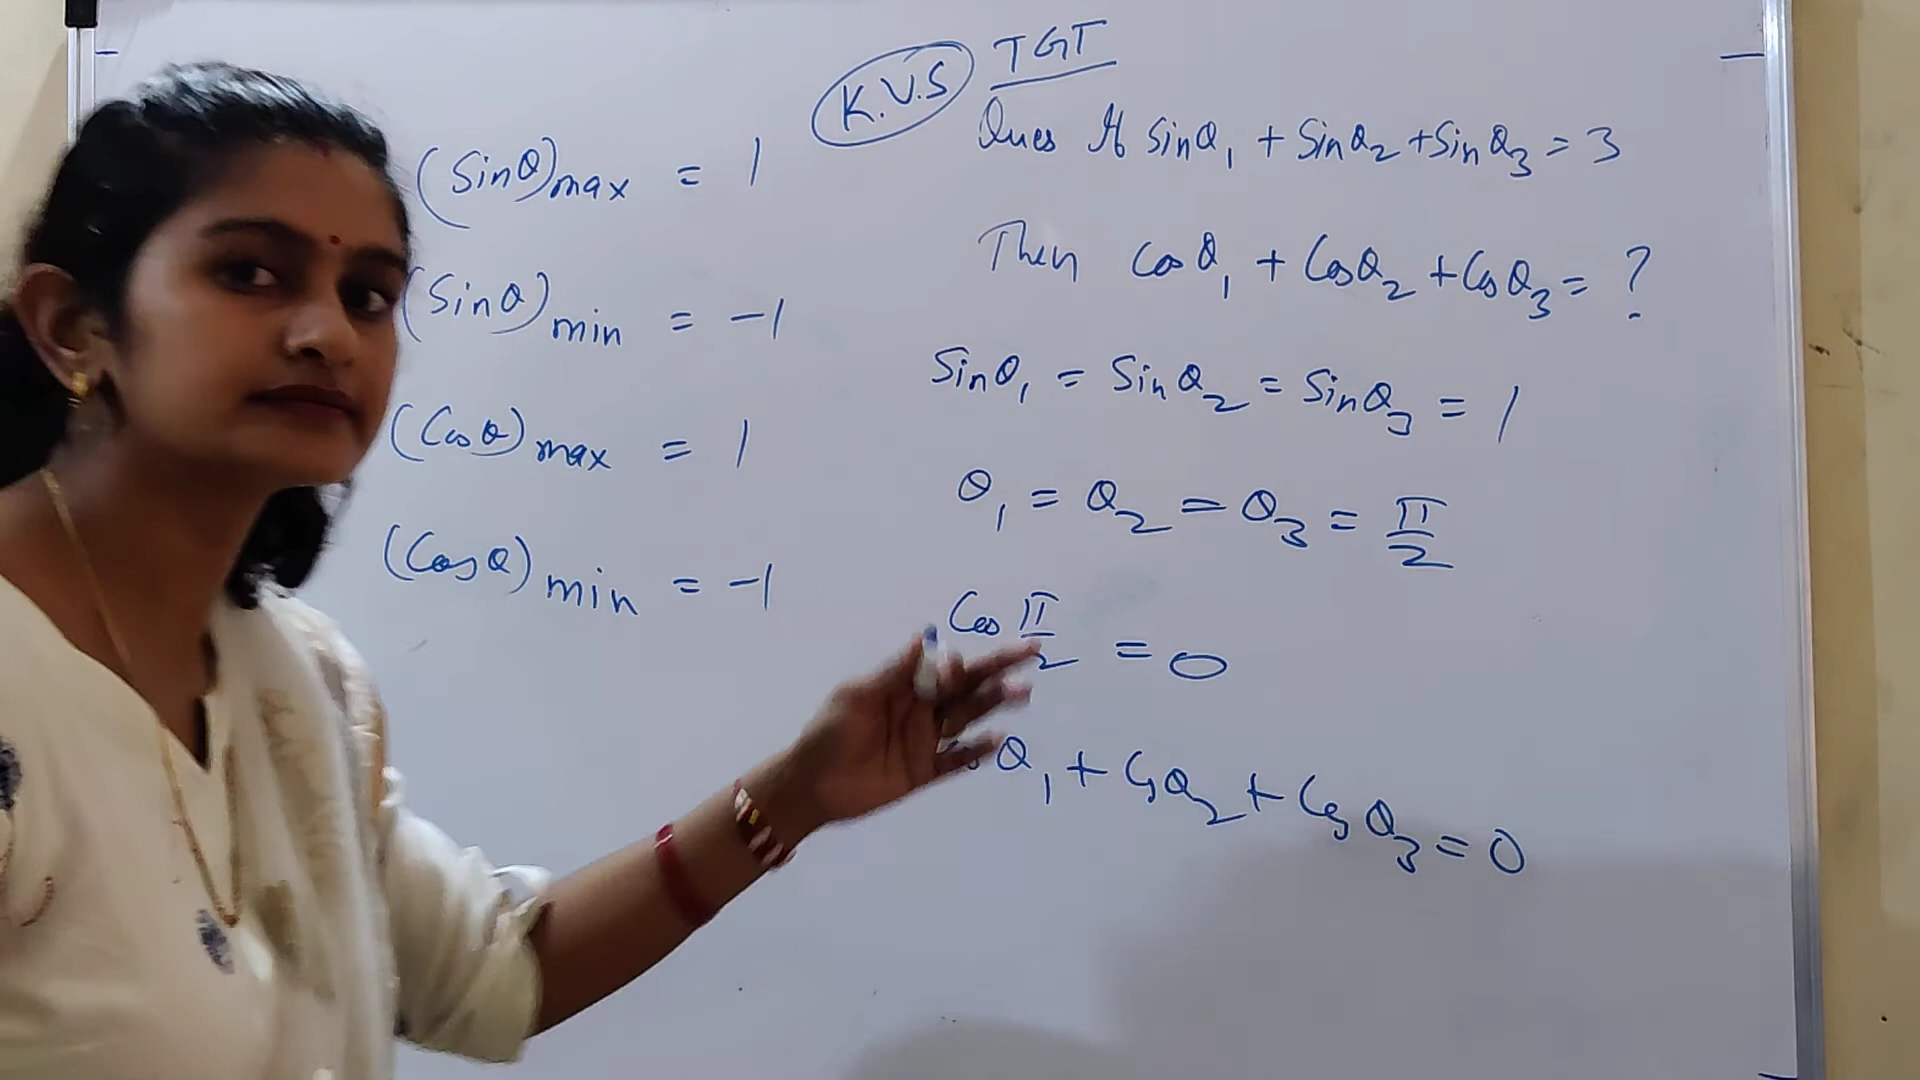 K.V.S TGT
Ques If Sinθ₁ + Sinθ₂ + Sinθ₃ = 3
Then Cosθ₁ + Cosθ₂ + Cosθ₃ = ?
Sinθ₁ = Sinθ₂ = Sinθ₃ = 1
θ₁ = θ₂ = θ₃ = π/2
Cos π/2 = 0
θ₁ + Cosθ₂ + Cosθ₃ = 0
(Sinθ)max = 1
(Sinθ)min = -1
(Cosθ)max = 1
(Cosθ)min = -1